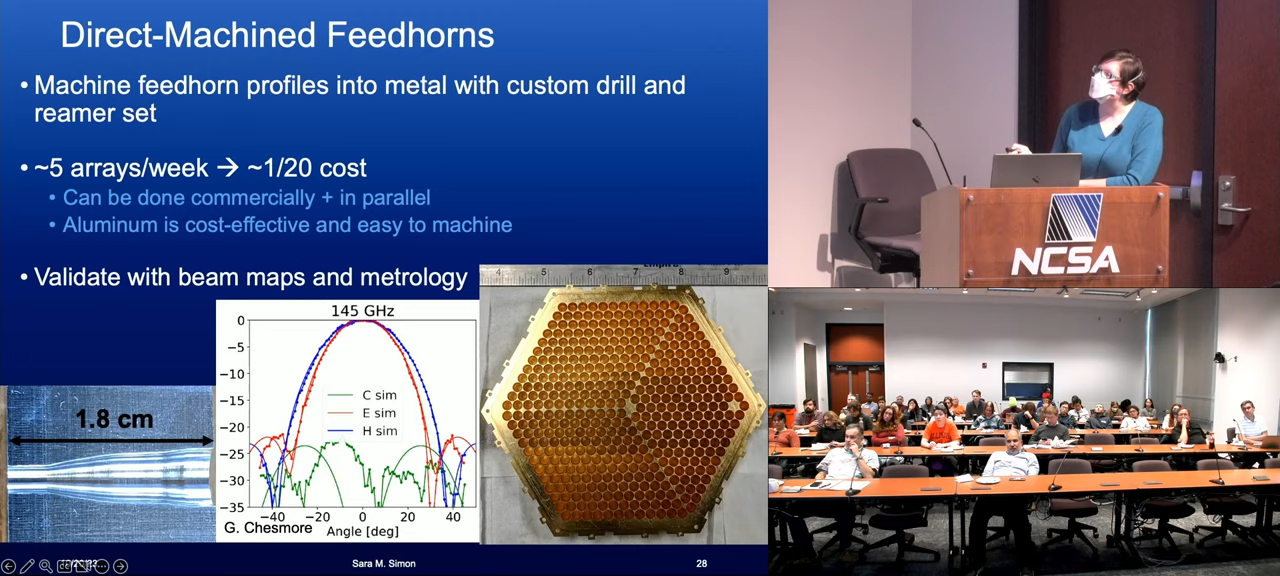 Direct-Machined Feedhorns
• Machine feedhorn profiles into metal with custom drill and
reamer set
• ~5 arrays/week → ~1/20 cost
• Can be done commercially + in parallel
• Aluminum is cost-effective and easy to machine
• Validate with beam maps and metrology
4 5 6 7 8 9
145 GHz
0
−5
−10
−15
−20
−25
−30
−35
C sim
E sim
H sim
−40 −20 0 20 40
Angle [deg]
G. Chesmore
1.8 cm
Sara M. Simon
28
NCSA